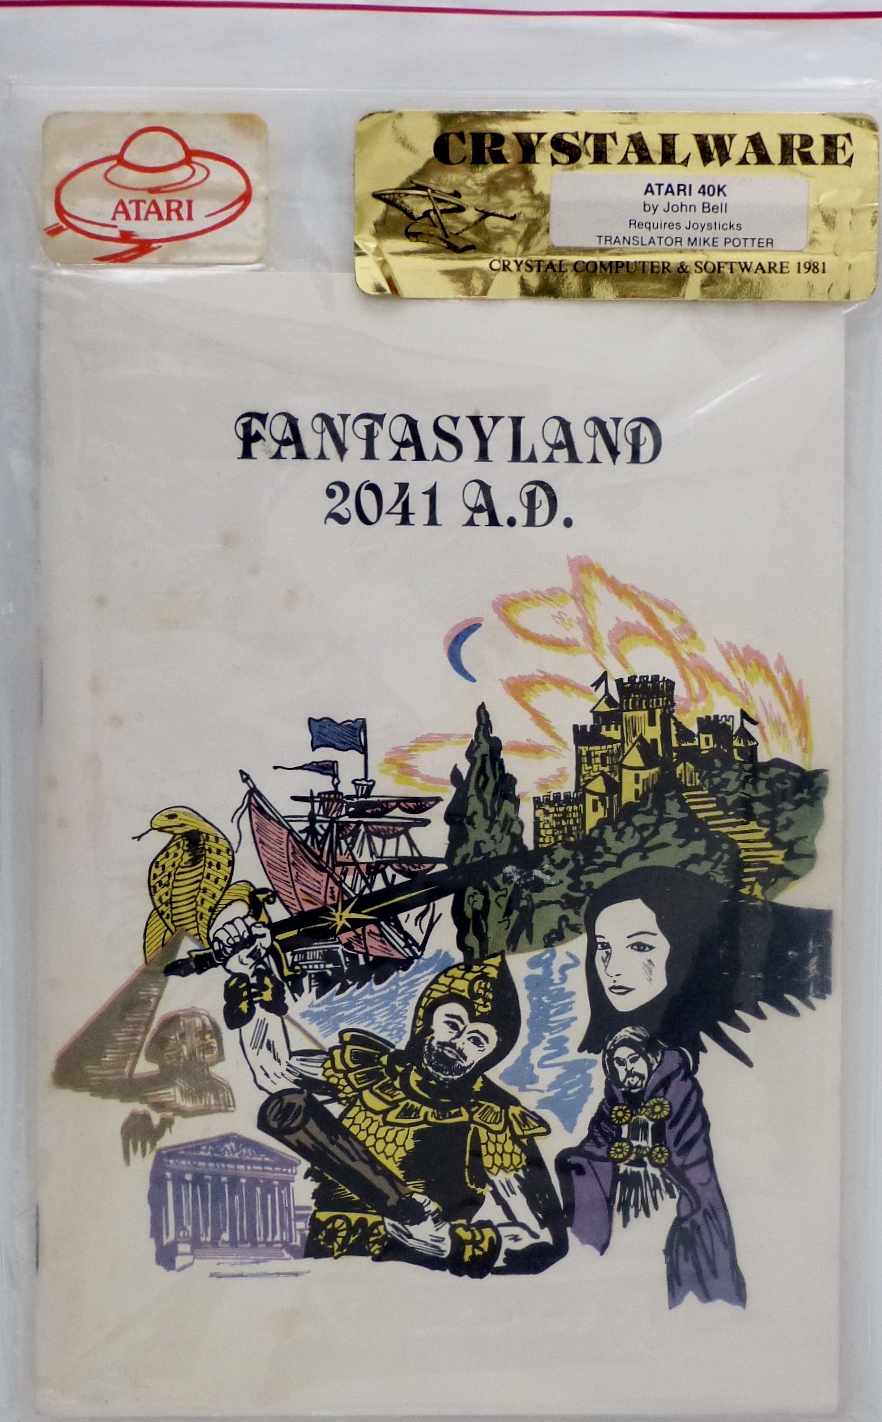 ATARI
CRYSTALWARE
ATARI 40K
by John Bell
Requires Joysticks
TRANSLATOR MIKE POTTER
CRYSTAL COMPUTER & SOFTWARE 1981
FANTASYLAND
2041 A.D.